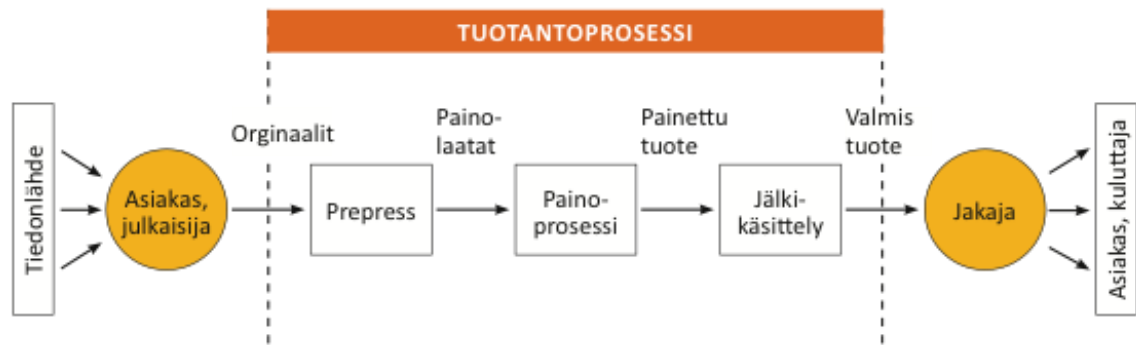 TUOTANTOPROSESSI
Tiedonlähde
Asiakas,
julkaisija
Orginaalit
Prepress
Paino-
laatat
Paino-
prosessi
Painettu
tuote
Jälki-
käsittely
Valmis
tuote
Jakaja
Asiakas, kuluttaja